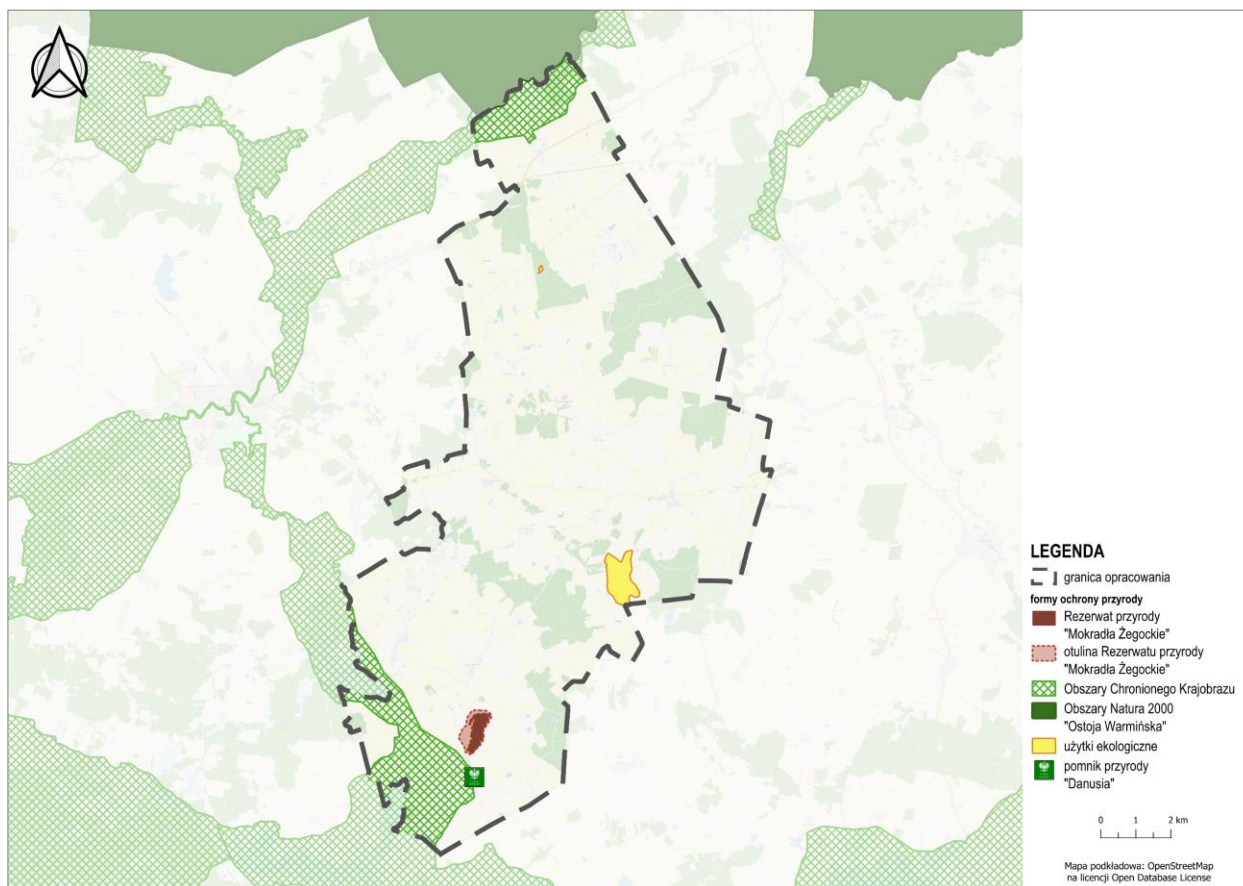 LEGENDA
granica opracowania
formy ochrony przyrody
Rezerwat przyrody
"Mokradła Żegockie"
otulina Rezerwatu przyrody
"Mokradła Żegockie"
Obszary Chronionego Krajobrazu
Obszary Natura 2000
"Ostoja Warmińska"
użytki ekologiczne
pomnik przyrody
"Danusia"
0 1 2 km
Mapa podkładowa: OpenStreetMap
na licencji Open Database License